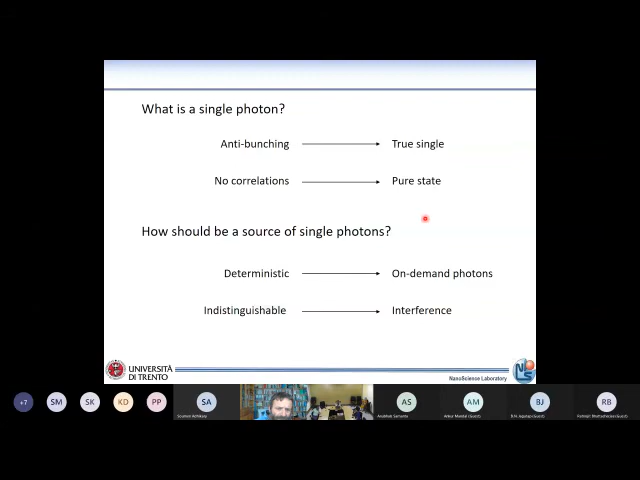 What is a single photon?
Anti-bunching True single
No correlations Pure state
How should be a source of single photons?
Deterministic On-demand photons
Indistinguishable Interference
UNIVERSITÀ
DI TRENTO
NanoScience Laboratory
+7 SM SK KD PP SA AS AM BJ RB